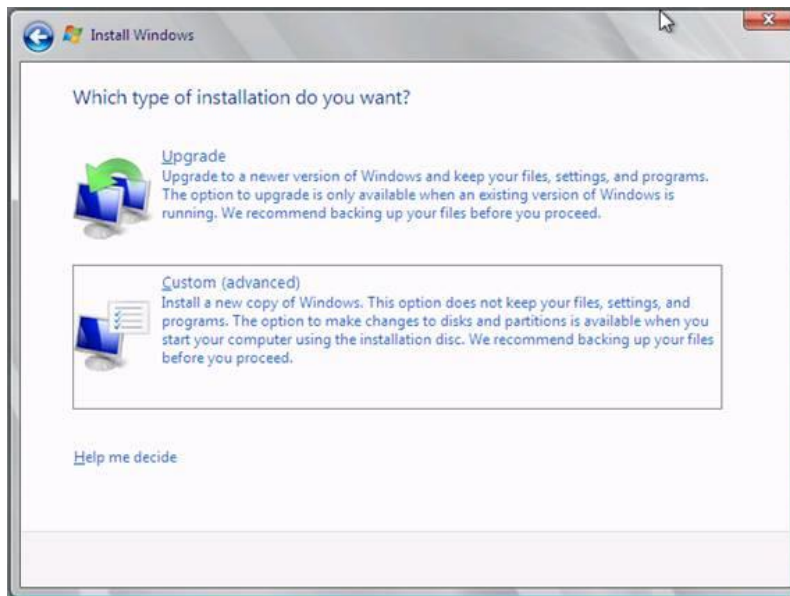 Install Windows
Which type of installation do you want?
Upgrade
Upgrade to a newer version of Windows and keep your files, settings, and programs.
The option to upgrade is only available when an existing version of Windows is
running. We recommend backing up your files before you proceed.
Custom (advanced)
Install a new copy of Windows. This option does not keep your files, settings, and
programs. The option to make changes to disks and partitions is available when you
start your computer using the installation disc. We recommend backing up your files
before you proceed.
Help me decide